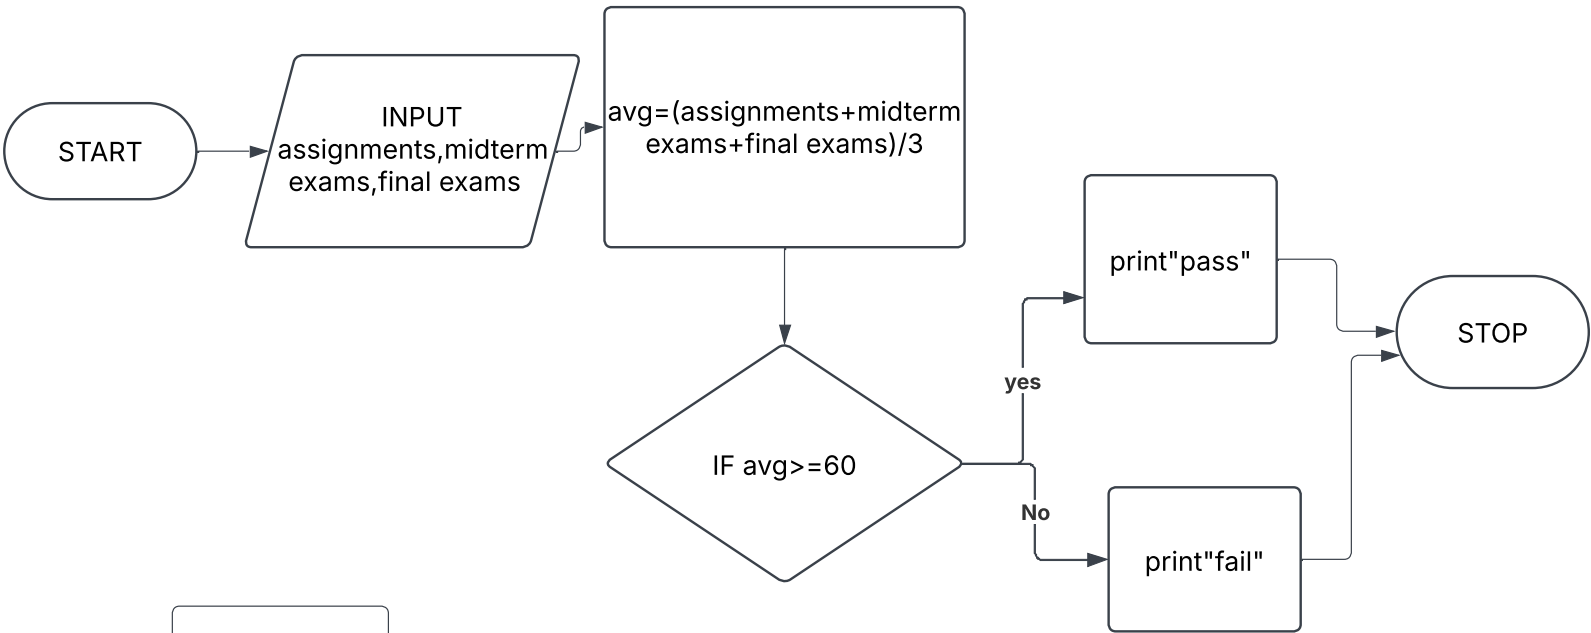 START
INPUT
assignments,midterm
exams,final exams
avg=(assignments+midterm
exams+final exams)/3
IF avg>=60
yes
No
print"pass"
print"fail"
STOP